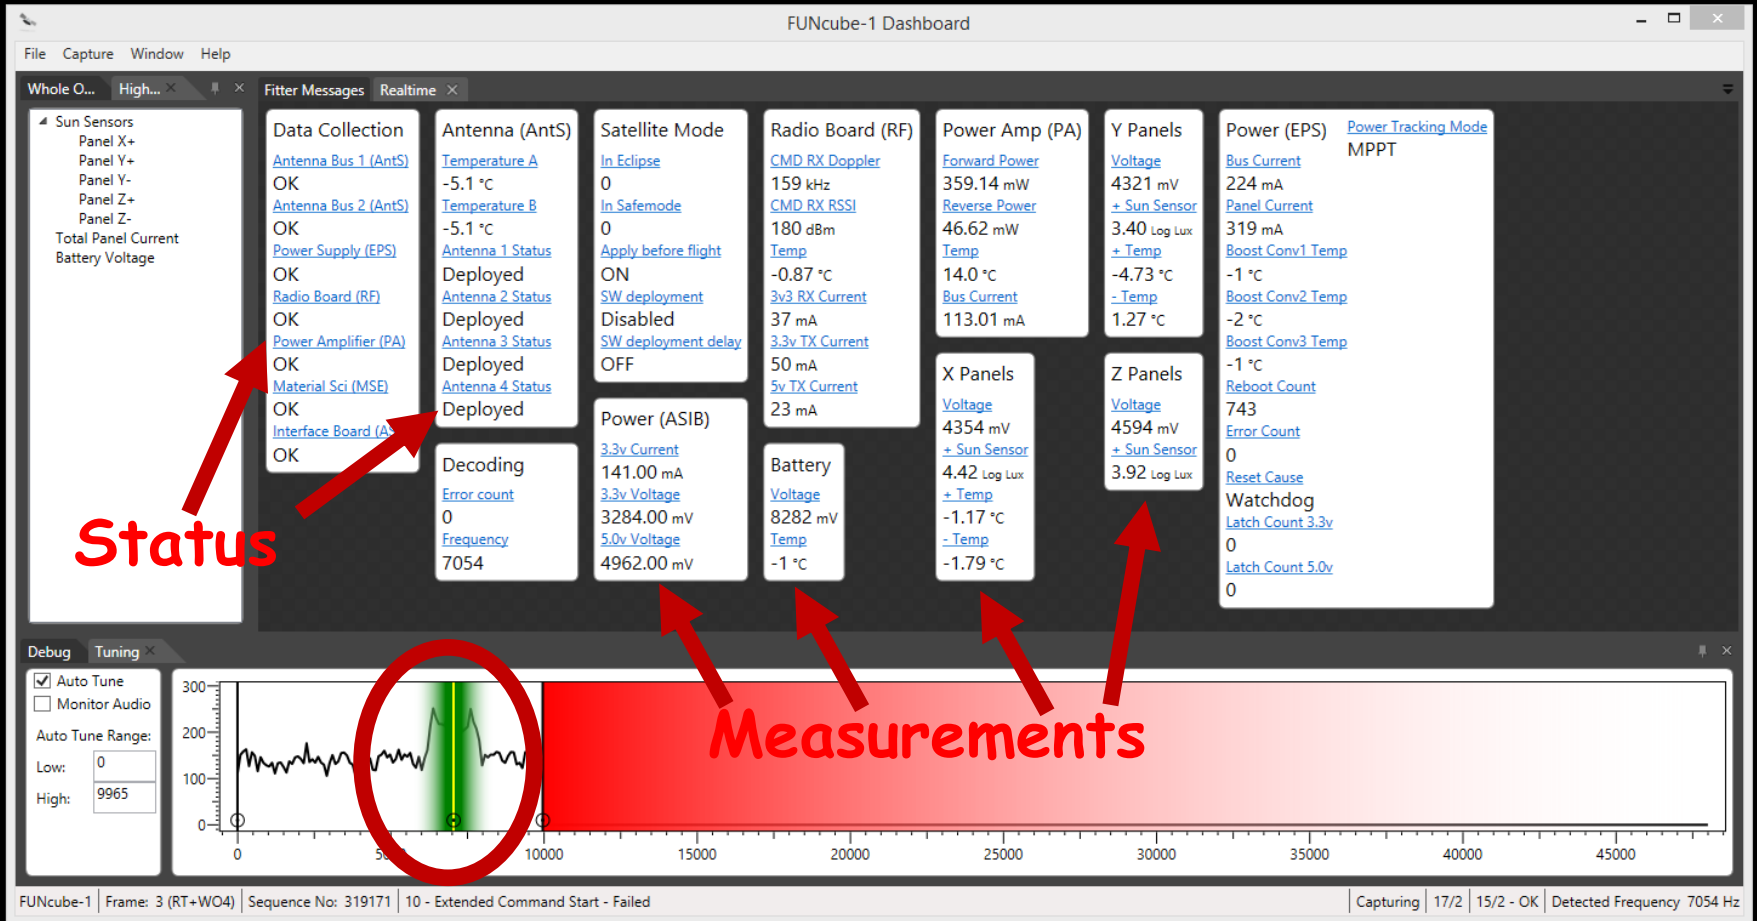 FUNcube-1 Dashboard
File Capture Window Help
Whole O... High...
Fitter Messages Realtime
Sun Sensors
Panel X+
Panel Y+
Panel Y-
Panel Z+
Panel Z-
Total Panel Current
Battery Voltage
Data Collection
Antenna Bus 1 (AntS)
OK
Antenna Bus 2 (AntS)
OK
Power Supply (EPS)
OK
Radio Board (RF)
OK
Power Amplifier (PA)
OK
Material Sci (MSE)
OK
Interface Board (AS
OK
Antenna (AntS)
Temperature A
-5.1 °C
Temperature B
-5.1 °C
Antenna 1 Status
Deployed
Antenna 2 Status
Deployed
Antenna 3 Status
Deployed
Antenna 4 Status
Deployed
Decoding
Error count
0
Frequency
7054
Satellite Mode
In Eclipse
0
In Safemode
0
Apply before flight
ON
SW deployment
Disabled
SW deployment delay
OFF
Power (ASIB)
3.3v Current
141.00 mA
3.3v Voltage
3284.00 mV
5.0v Voltage
4962.00 mV
Radio Board (RF)
CMD RX Doppler
159 kHz
CMD RX RSSI
180 dBm
Temp
-0.87 °C
3v3 RX Current
37 mA
3.3v TX Current
50 mA
5v TX Current
23 mA
Battery
Voltage
8282 mV
Temp
-1 °C
Power Amp (PA)
Forward Power
359.14 mW
Reverse Power
46.62 mW
Temp
14.0 °C
Bus Current
113.01 mA
X Panels
Voltage
4354 mV
+ Sun Sensor
4.42 Log Lux
+ Temp
-1.17 °C
- Temp
-1.79 °C
Y Panels
Voltage
4321 mV
+ Sun Sensor
3.40 Log Lux
+ Temp
-4.73 °C
- Temp
1.27 °C
Z Panels
Voltage
4594 mV
+ Sun Sensor
3.92 Log Lux
Power (EPS)
Bus Current
224 mA
Panel Current
319 mA
Boost Conv1 Temp
-1 °C
Boost Conv2 Temp
-2 °C
Boost Conv3 Temp
-1 °C
Reboot Count
743
Error Count
0
Reset Cause
Watchdog
Latch Count 3.3v
0
Latch Count 5.0v
0
Power Tracking Mode
MPPT
Status
Measurements
Debug Tuning
Auto Tune
Monitor Audio
Auto Tune Range:
Low: 0
High: 9965
300
200
100
0
0 10000 15000 20000 25000 30000 35000 40000 45000
FUNcube-1 Frame: 3 (RT+WO4) Sequence No: 319171 10 - Extended Command Start - Failed Capturing 17/2 15/2 - OK Detected Frequency 7054 Hz